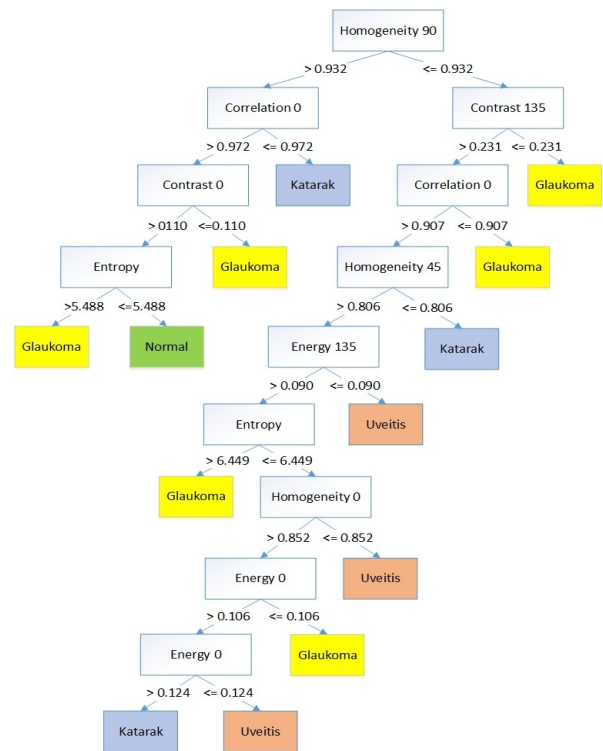 Homogeneity 90
> 0.932 <= 0.932
Correlation 0 Contrast 135
> 0.972 <= 0.972 > 0.231 <= 0.231
Contrast 0 Katarak Correlation 0 Glaukoma
> 0110 <=0.110 > 0.907 <= 0.907
Entropy Glaukoma Homogeneity 45 Glaukoma
>5.488 <=5.488 > 0.806 <= 0.806
Glaukoma Normal Energy 135 Katarak
> 0.090 <= 0.090
Entropy Uveitis
> 6.449 <= 6.449
Glaukoma Homogeneity 0
> 0.852 <= 0.852
Energy 0 Uveitis
> 0.106 <= 0.106
Energy 0 Glaukoma
> 0.124 <= 0.124
Katarak Uveitis